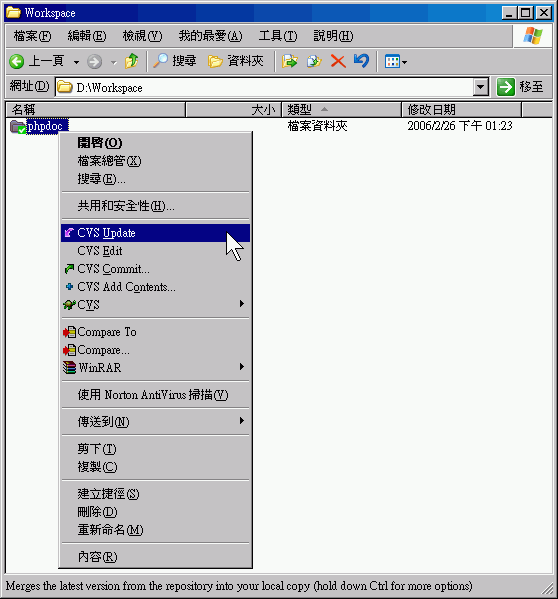 Workspace
檔案(F) 編輯(E) 檢視(V) 我的最愛(A) 工具(T) 說明(H)
上一頁 搜尋 資料夾
網址(D) D:\Workspace 移至
名稱 大小 類型 修改日期
phpdoc 檔案資料夾 2006/2/26 下午 01:23
開啓(O)
檔案總管(X)
搜尋(E)...
共用和安全性(H)...
CVS Update
CVS Edit
CVS Commit...
CVS Add Contents...
CVS
Compare To
Compare...
WinRAR
使用 Norton AntiVirus 掃描(V)
傳送到(N)
剪下(T)
複製(C)
建立捷徑(S)
刪除(D)
重新命名(M)
內容(R)
Merges the latest version from the repository into your local copy (hold down Ctrl for more options)